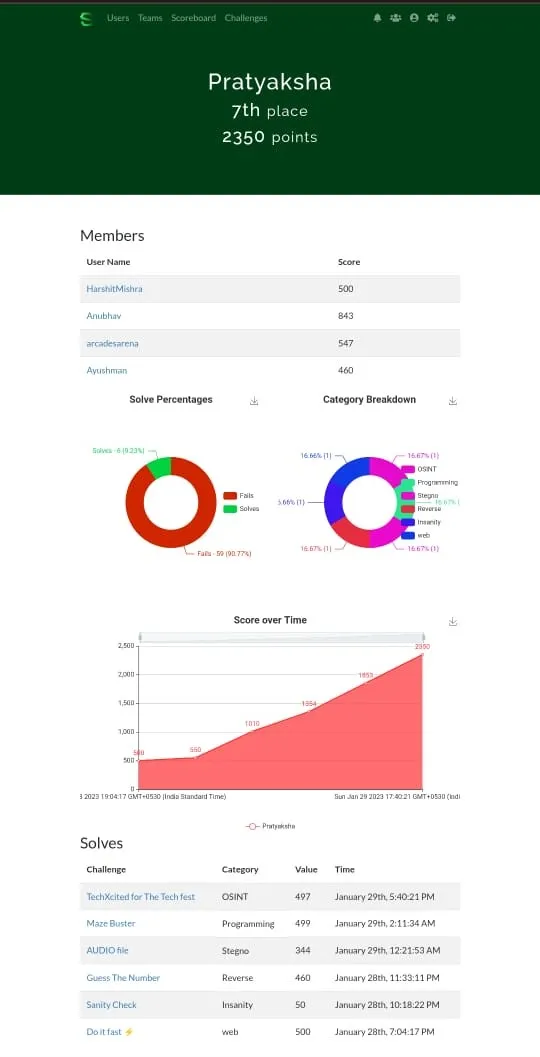 Users Teams Scoreboard Challenges
Pratyaksha
7th place
2350 points
Members
User Name Score
HarshitMishra 500
Anubhav 843
arcadesarena 547
Ayushman 460
Solve Percentages
Category Breakdown
Solves - 6 (9.23%)
Fails
Solves
Fails - 59 (90.77%)
16.66% (1)
16.67% (1)
OSINT
Programming
5.66% (1)
Stegno
16.67% (
Reverse
Insanity
web
16.67% (1)
16.67% (1)
Score over Time
2,500
2,000
1,500
1,000
500
0
500
550
1010
1354
1853
2350
3 2023 19:04:17 GMT+0530 (India Standard Time)
Sun Jan 29 2023 17:40:21 GMT+0530 (Indi
Pratyaksha
Solves
Challenge Category Value Time
TechXcited for The Tech fest OSINT 497 January 29th, 5:40:21 PM
Maze Buster Programming 499 January 29th, 2:11:34 AM
AUDIO file Stegno 344 January 29th, 12:21:53 AM
Guess The Number Reverse 460 January 28th, 11:33:11 PM
Sanity Check Insanity 50 January 28th, 10:18:22 PM
Do it fast ⚡ web 500 January 28th, 7:04:17 PM